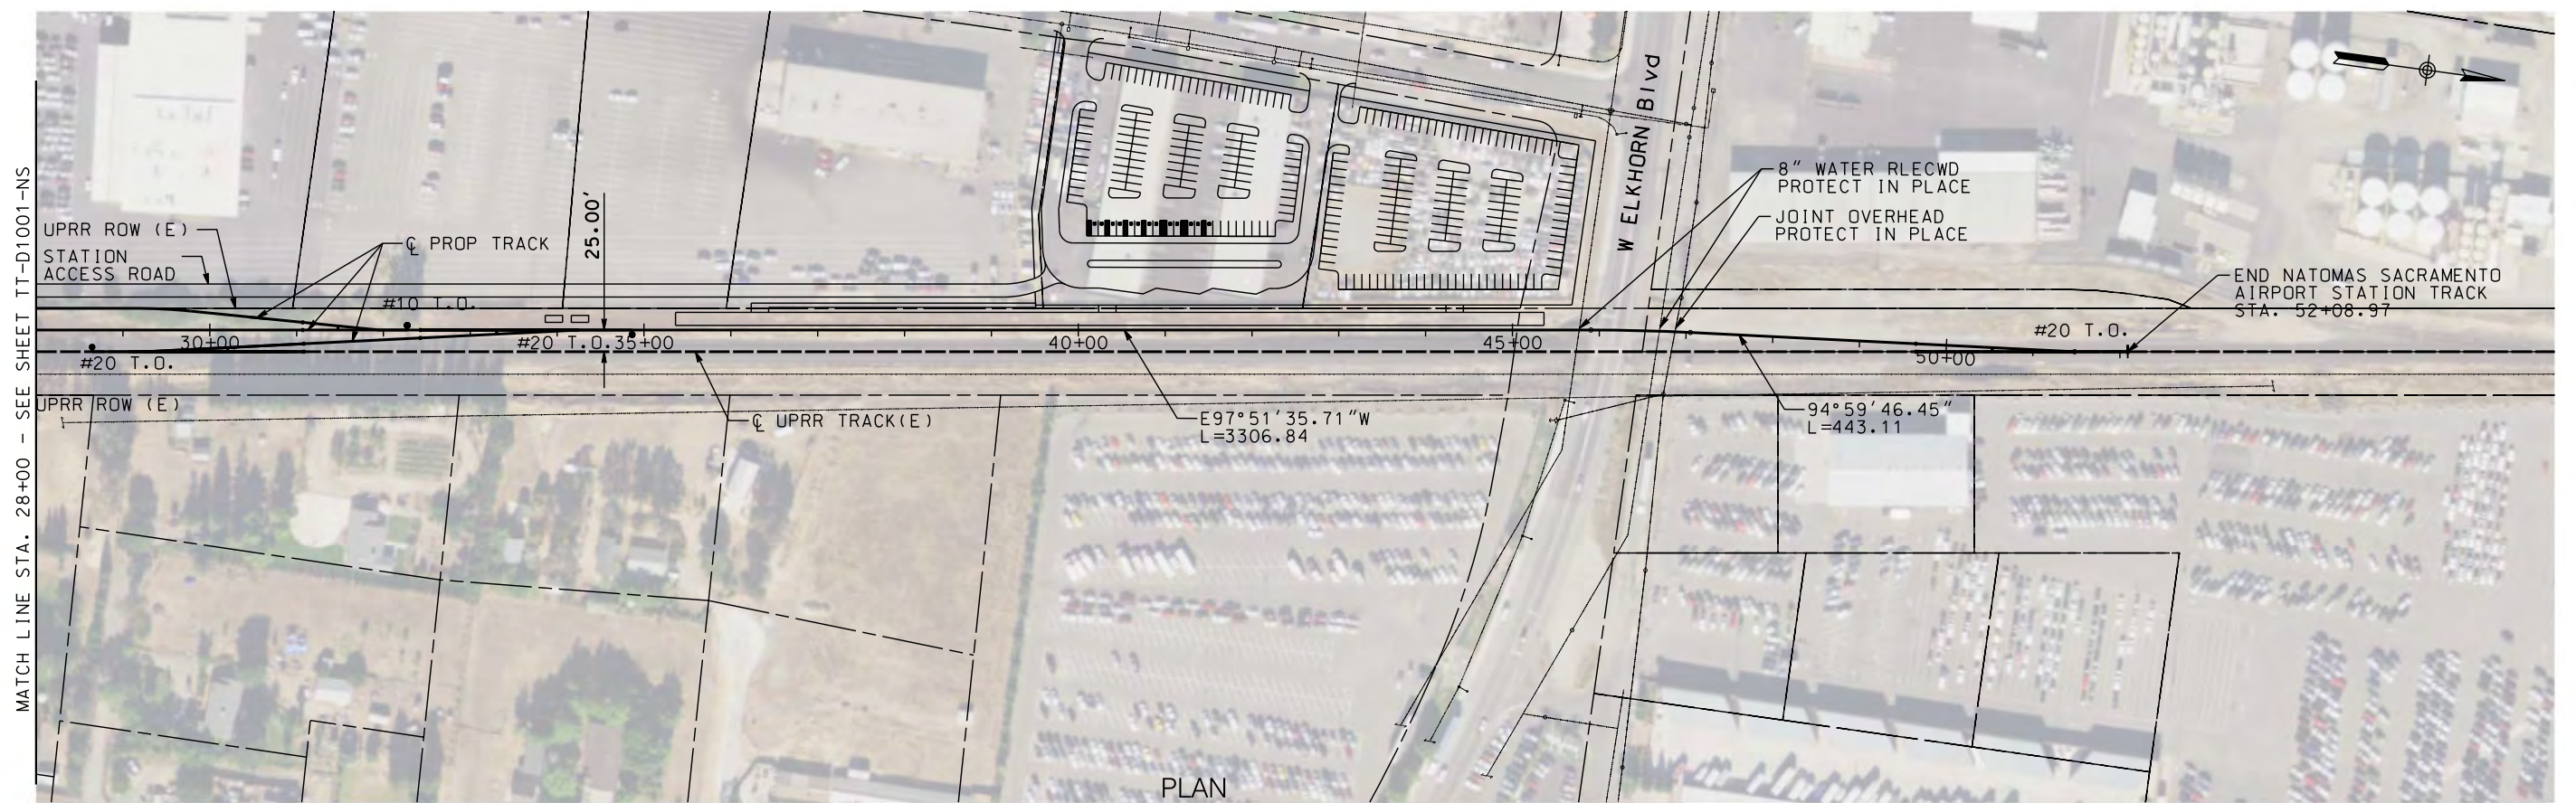 MATCH LINE STA. 28+00 - SEE SHEET TT-D1001-NS
UPRR ROW (E)
STATION
ACCESS ROAD
℄ PROP TRACK
25.00'
#10 T.O.
30+00
#20 T.O.
#20 T.O.
35+00
40+00
45+00
50+00
UPRR ROW (E)
℄ UPRR TRACK(E)
E97°51'35.71"W
L=3306.84
W ELKHORN Blvd
8" WATER RLECWD
PROTECT IN PLACE
JOINT OVERHEAD
PROTECT IN PLACE
94°59'46.45"
L=443.11
#20 T.O.
END NATOMAS SACRAMENTO
AIRPORT STATION TRACK
STA. 52+08.97
PLAN